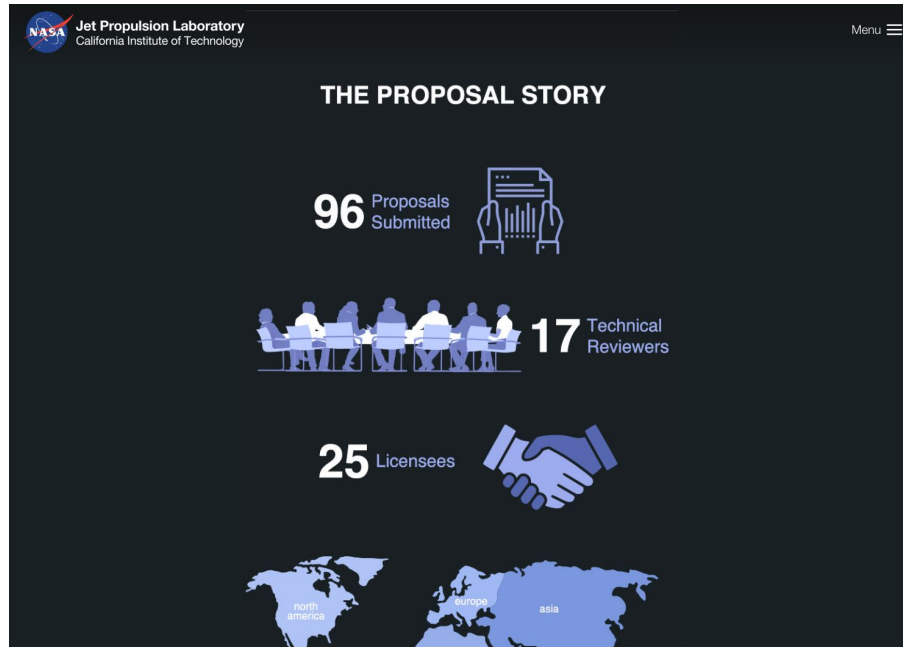 NASA
Jet Propulsion Laboratory
California Institute of Technology
Menu
THE PROPOSAL STORY
96 Proposals
Submitted
17 Technical
Reviewers
25 Licensees
north
america
europe
asia